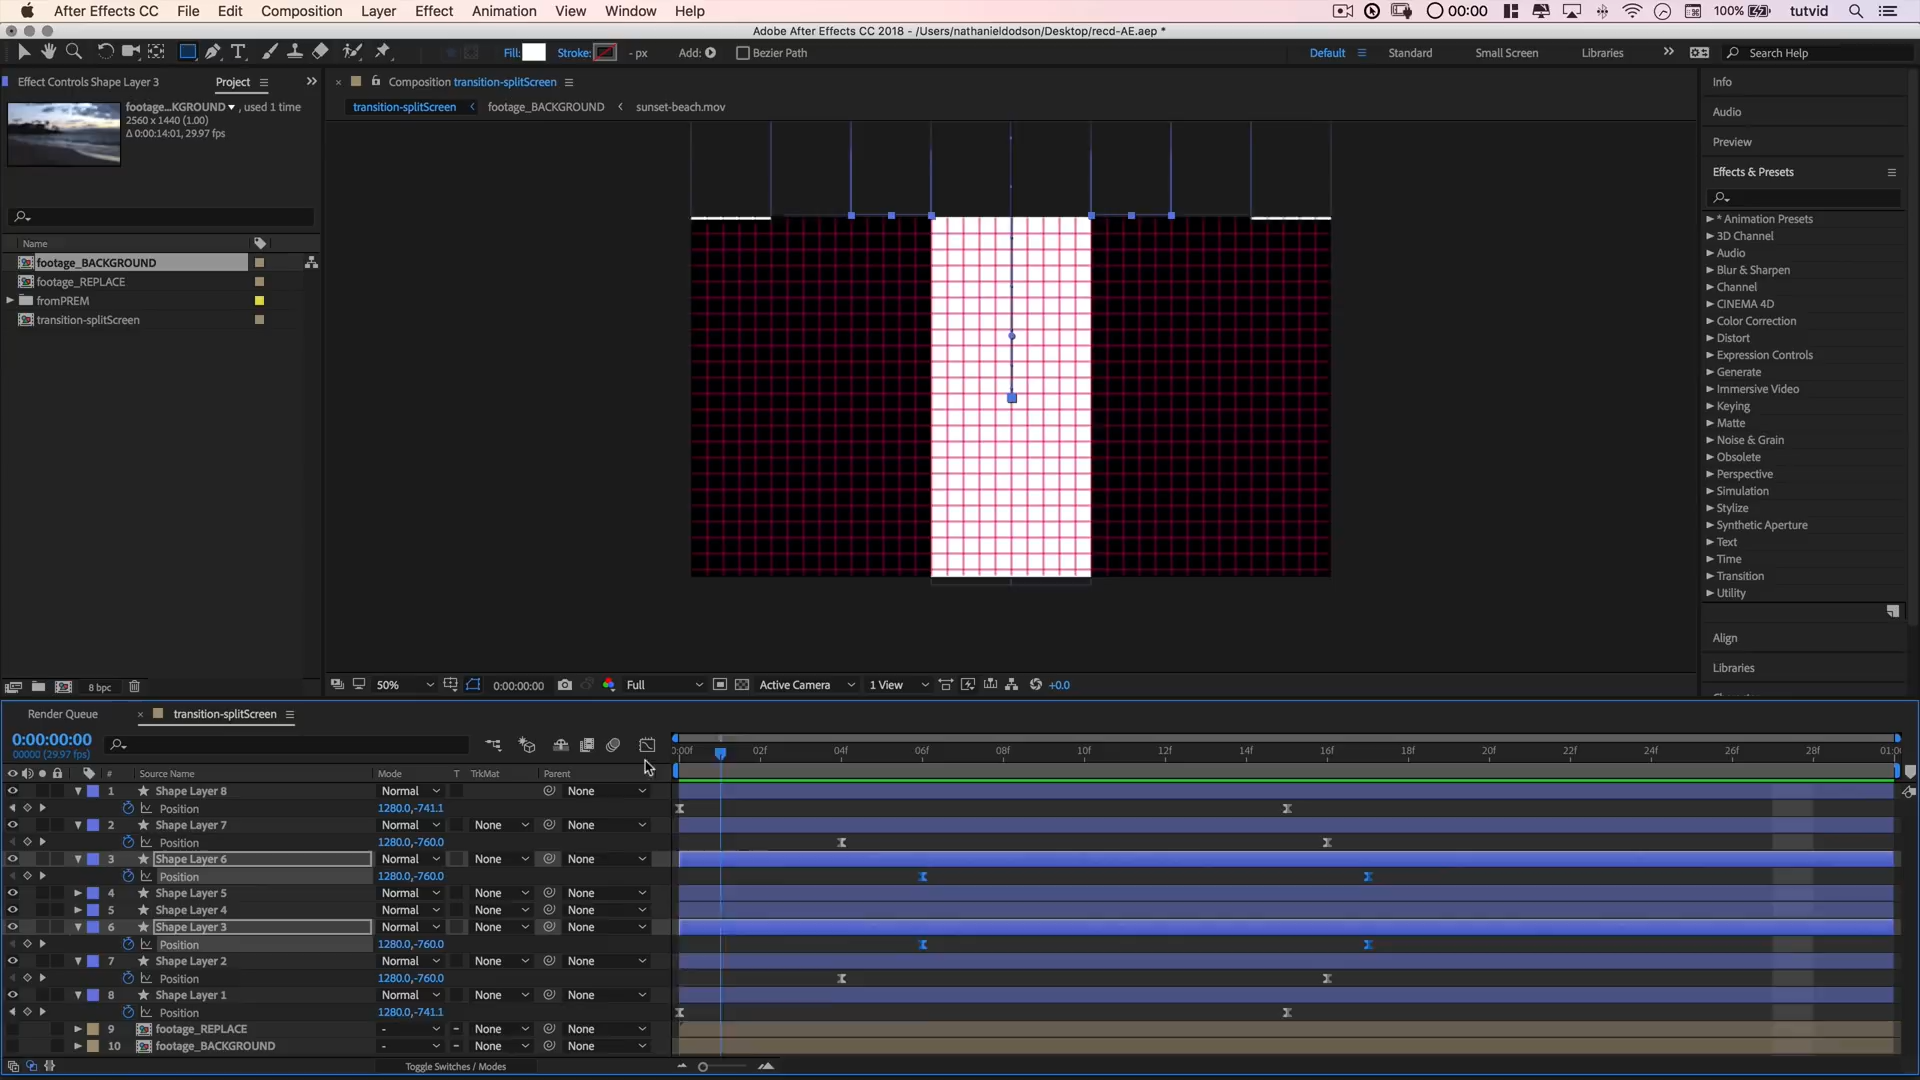 After Effects CC File Edit Composition Layer Effect Animation View Window Help 00:00 100% tutvid
Adobe After Effects CC 2018 - /Users/nathanieldodson/Desktop/recd-AE.aep *
T Fill: Stroke: - px Add: Bezier Path Default Standard Small Screen Libraries Search Help
Effect Controls Shape Layer 3 Project
footage...KGROUND , used 1 time
2560 x 1440 (1.00)
Δ 0:00:14:01, 29.97 fps
Name
footage_BACKGROUND
footage_REPLACE
fromPREM
transition-splitScreen
8 bpc
Composition transition-splitScreen
transition-splitScreen footage_BACKGROUND sunset-beach.mov
50% 0:00:00:00 Full Active Camera 1 View +0.0
Info
Audio
Preview
Effects & Presets
* Animation Presets
3D Channel
Audio
Blur & Sharpen
Channel
CINEMA 4D
Color Correction
Distort
Expression Controls
Generate
Immersive Video
Keying
Matte
Noise & Grain
Obsolete
Perspective
Simulation
Stylize
Synthetic Aperture
Text
Time
Transition
Utility
Align
Libraries
Render Queue transition-splitScreen
0:00:00:00
00000 (29.97 fps)
0:00f 02f 04f 06f 08f 10f 12f 14f 16f 18f 20f 22f 24f 26f 28f 01:0
# Source Name Mode T TrkMat Parent
1 Shape Layer 8 Normal None
Position 1280.0,-741.1
2 Shape Layer 7 Normal None None
Position 1280.0,-760.0
3 Shape Layer 6 Normal None None
Position 1280.0,-760.0
4 Shape Layer 5 Normal None None
5 Shape Layer 4 Normal None None
6 Shape Layer 3 Normal None None
Position 1280.0,-760.0
7 Shape Layer 2 Normal None None
Position 1280.0,-760.0
8 Shape Layer 1 Normal None None
Position 1280.0,-741.1
9 footage_REPLACE - None None
10 footage_BACKGROUND - None None
Toggle Switches / Modes